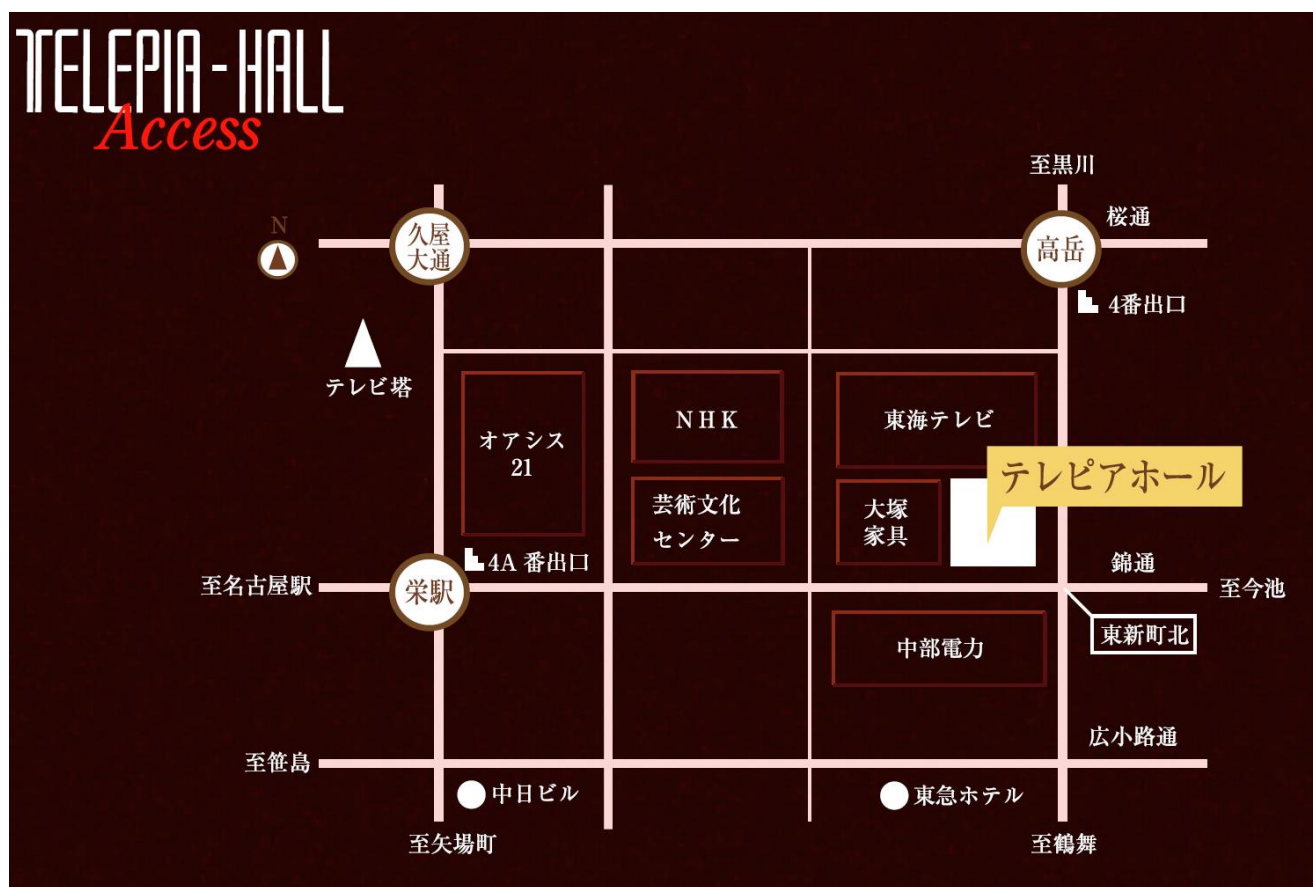 TELEPIA-HALL
Access
至黒川
N
久屋
大通
高岳
桜通
4番出口
テレビ塔
オアシス
21
NHK
東海テレビ
テレピアホール
芸術文化
センター
大塚
家具
4A 番出口
錦通
至名古屋駅
栄駅
至今池
東新町北
中部電力
広小路通
至笹島
中日ビル
東急ホテル
至矢場町
至鶴舞